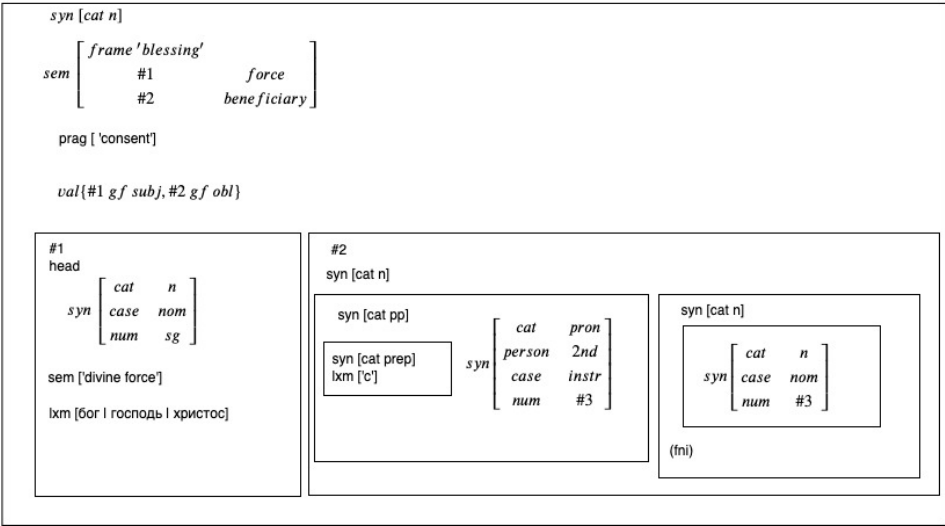 syn [cat n]
frame 'blessing'
sem #1 force
#2 beneficiary
prag [ 'consent']
val{#1 gf subj, #2 gf obl}
#1
head
cat n
syn case nom
num sg
sem ['divine force']
lxm [бог I господь I христос]
#2
syn [cat n]
syn [cat pp]
syn [cat prep]
lxm ['c']
cat pron
person 2nd
syn
case instr
num #3
syn [cat n]
cat n
syn case nom
num #3
(fni)